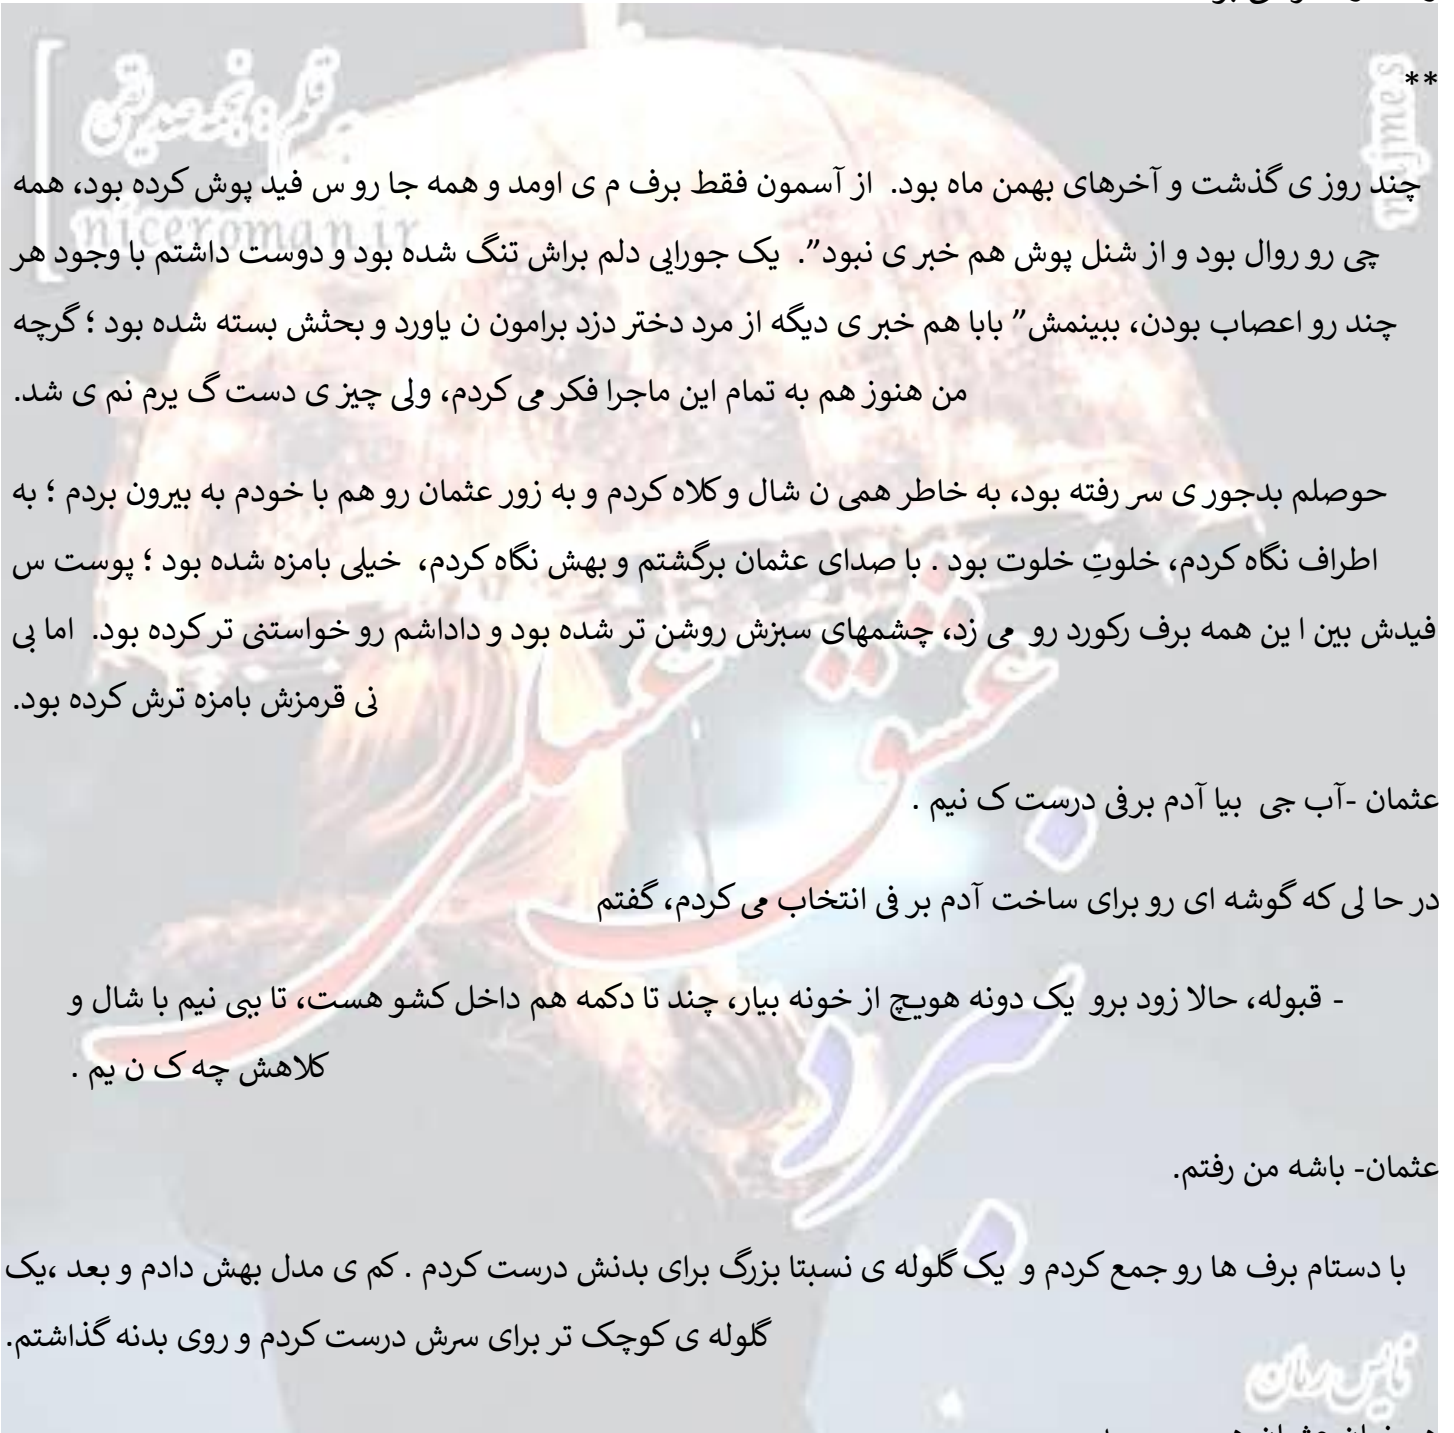 **
چند روز ی گذشت و آخرهای بهمن ماه بود. از آسمون فقط برف م ی اومد و همه جا رو س فید پوش کرده بود، همه
چی رو روال بود و از شنل پوش هم خبر ی نبود”. یک جورایی دلم براش تنگ شده بود و دوست داشتم با وجود هر
چند رو اعصاب بودن، ببینمش” بابا هم خبر ی دیگه از مرد دختر دزد برامون ن یاورد و بحثش بسته شده بود ؛ گرچه
من هنوز هم به تمام این ماجرا فکر می کردم، ولی چیز ی دست گ یرم نم ی شد.
حوصلم بدجور ی سر رفته بود، به خاطر همی ن شال و کلاه کردم و به زور عثمان رو هم با خودم به بیرون بردم ؛ به
اطراف نگاه کردم، خلوتِ خلوت بود . با صدای عثمان برگشتم و بهش نگاه کردم، خیلی بامزه شده بود ؛ پوست س
فیدش بین ا ین همه برف رکورد رو می زد، چشمهای سبزش روشن تر شده بود و داداشم رو خواستنی تر کرده بود. اما بی
نی قرمزش بامزه ترش کرده بود.
عثمان -آب جی بیا آدم برفی درست ک نیم .
در حا لی که گوشه ای رو برای ساخت آدم بر فی انتخاب می کردم، گفتم
- قبوله، حالا زود برو یک دونه هویچ از خونه بیار، چند تا دکمه هم داخل کشو هست، تا ببی نیم با شال و
کلاهش چه ک ن یم .
عثمان- باشه من رفتم.
با دستام برف ها رو جمع کردم و یک گلوله ی نسبتا بزرگ برای بدنش درست کردم . کم ی مدل بهش دادم و بعد ،یک
گلوله ی کوچک تر برای سرش درست کردم و روی بدنه گذاشتم.
niceroman.ir
عشق عسلی
نبرد
نایس رمان